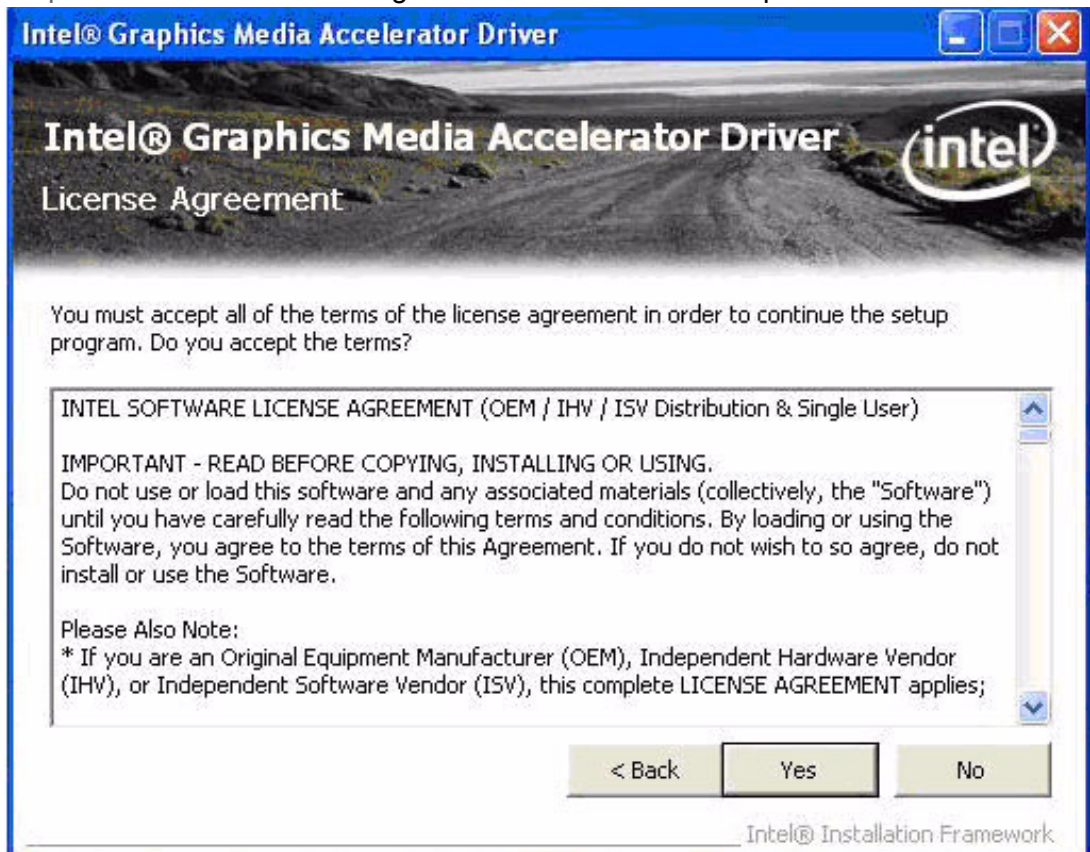 Intel® Graphics Media Accelerator Driver
Intel® Graphics Media Accelerator Driver
intel
License Agreement
You must accept all of the terms of the license agreement in order to continue the setup
program. Do you accept the terms?
INTEL SOFTWARE LICENSE AGREEMENT (OEM / IHV / ISV Distribution & Single User)
IMPORTANT - READ BEFORE COPYING, INSTALLING OR USING.
Do not use or load this software and any associated materials (collectively, the "Software")
until you have carefully read the following terms and conditions. By loading or using the
Software, you agree to the terms of this Agreement. If you do not wish to so agree, do not
install or use the Software.
Please Also Note:
* If you are an Original Equipment Manufacturer (OEM), Independent Hardware Vendor
(IHV), or Independent Software Vendor (ISV), this complete LICENSE AGREEMENT applies;
< Back Yes No
Intel® Installation Framework